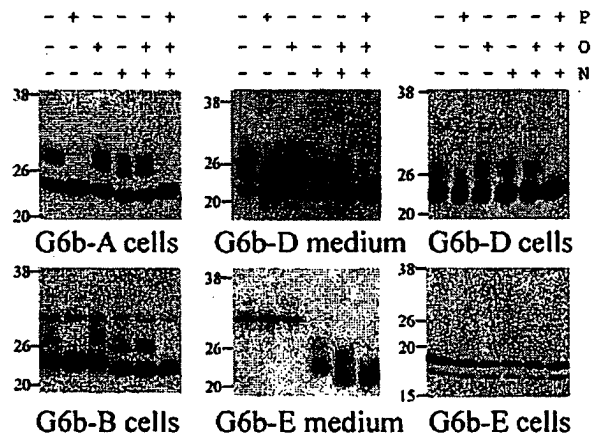 - + - - - + - + - - - + - + - - - + P
- - + - + + - - + - + + - - + - + + O
- - - + + + - - - + + + - - - + + + N
38 38 38
26 26 26
20 20 20
G6b-A cells G6b-D medium G6b-D cells
38 38 38
26 26 26
20 20 20
15
G6b-B cells G6b-E medium G6b-E cells